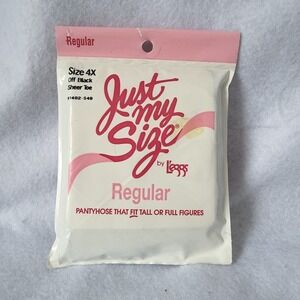 Regular
Size 4X
Off Black
Sheer Toe
Just
my
Size®
by L'eggs
Regular
PANTYHOSE THAT FIT TALL OR FULL FIGURES